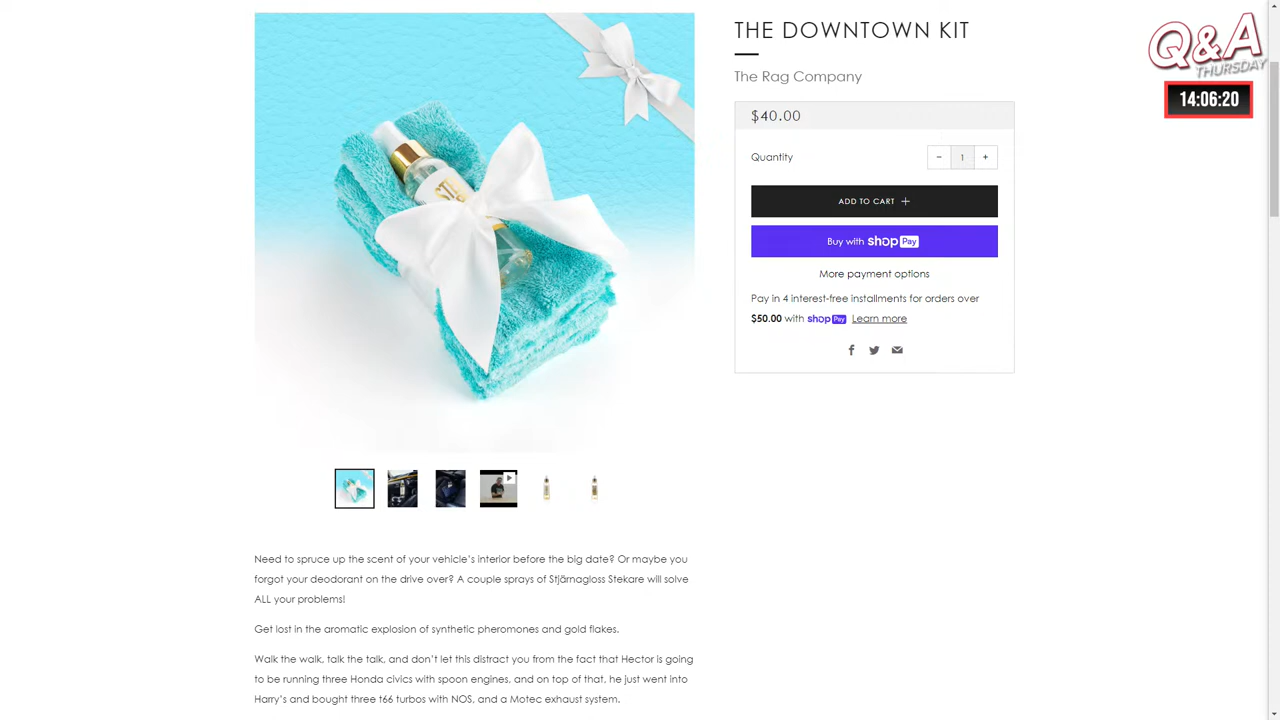 THE DOWNTOWN KIT
The Rag Company
$40.00
Quantity
− 1 +
ADD TO CART +
Buy with shop Pay
More payment options
Pay in 4 interest-free installments for orders over
$50.00 with shop Pay Learn more
Q&A
THURSDAY
14:06:20
Need to spruce up the scent of your vehicle’s interior before the big date? Or maybe you
forgot your deodorant on the drive over? A couple sprays of Stjärnagloss Stekare will solve
ALL your problems!
Get lost in the aromatic explosion of synthetic pheromones and gold flakes.
Walk the walk, talk the talk, and don’t let this distract you from the fact that Hector is going
to be running three Honda civics with spoon engines, and on top of that, he just went into
Harry’s and bought three t66 turbos with NOS, and a Motec exhaust system.